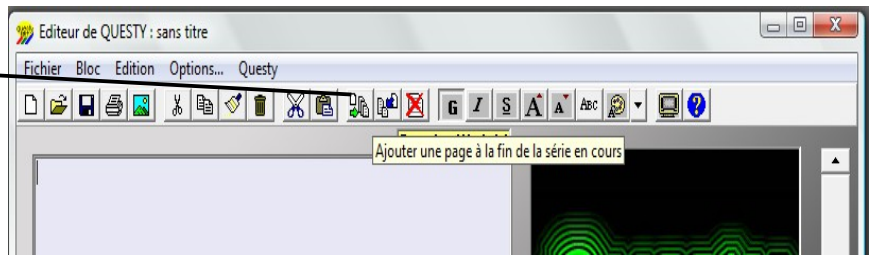 Editeur de QUESTY : sans titre
Fichier Bloc Edition Options... Questy
G I S A A ABC ?
Ajouter une page à la fin de la série en cours